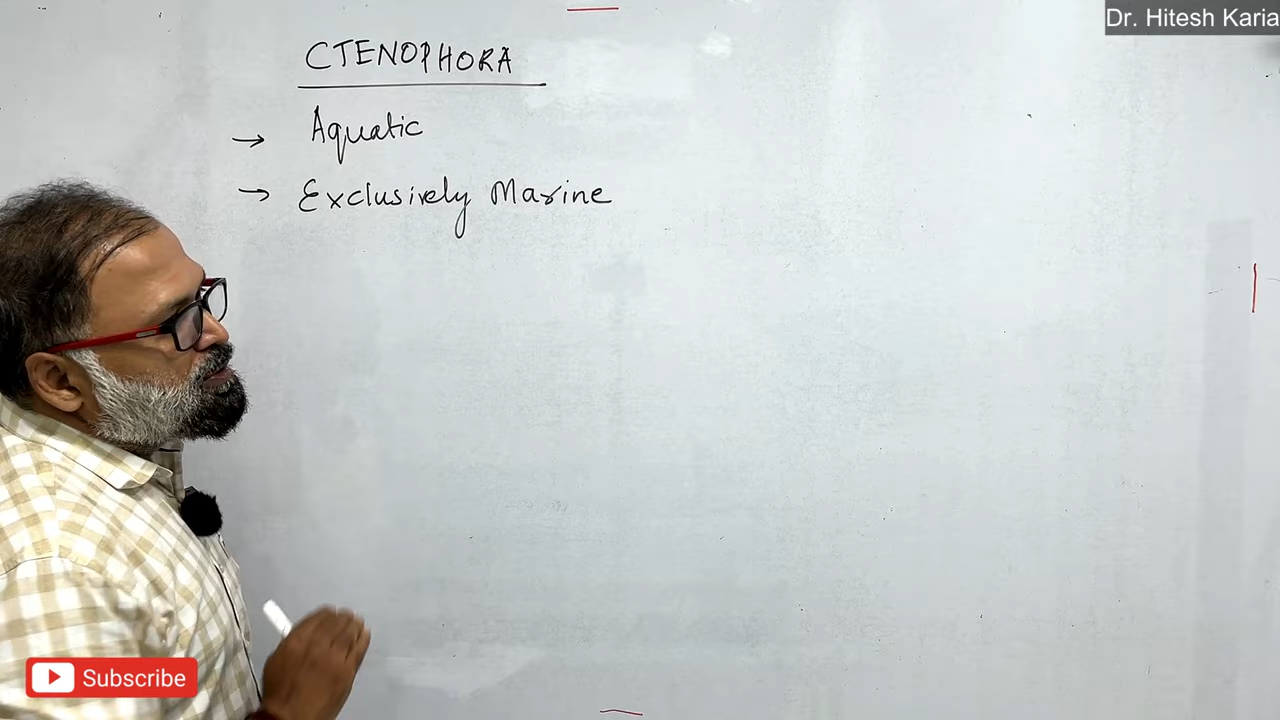 Dr. Hitesh Karia
CTENOPHORA
→ Aquatic
→ Exclusively Marine
Subscribe